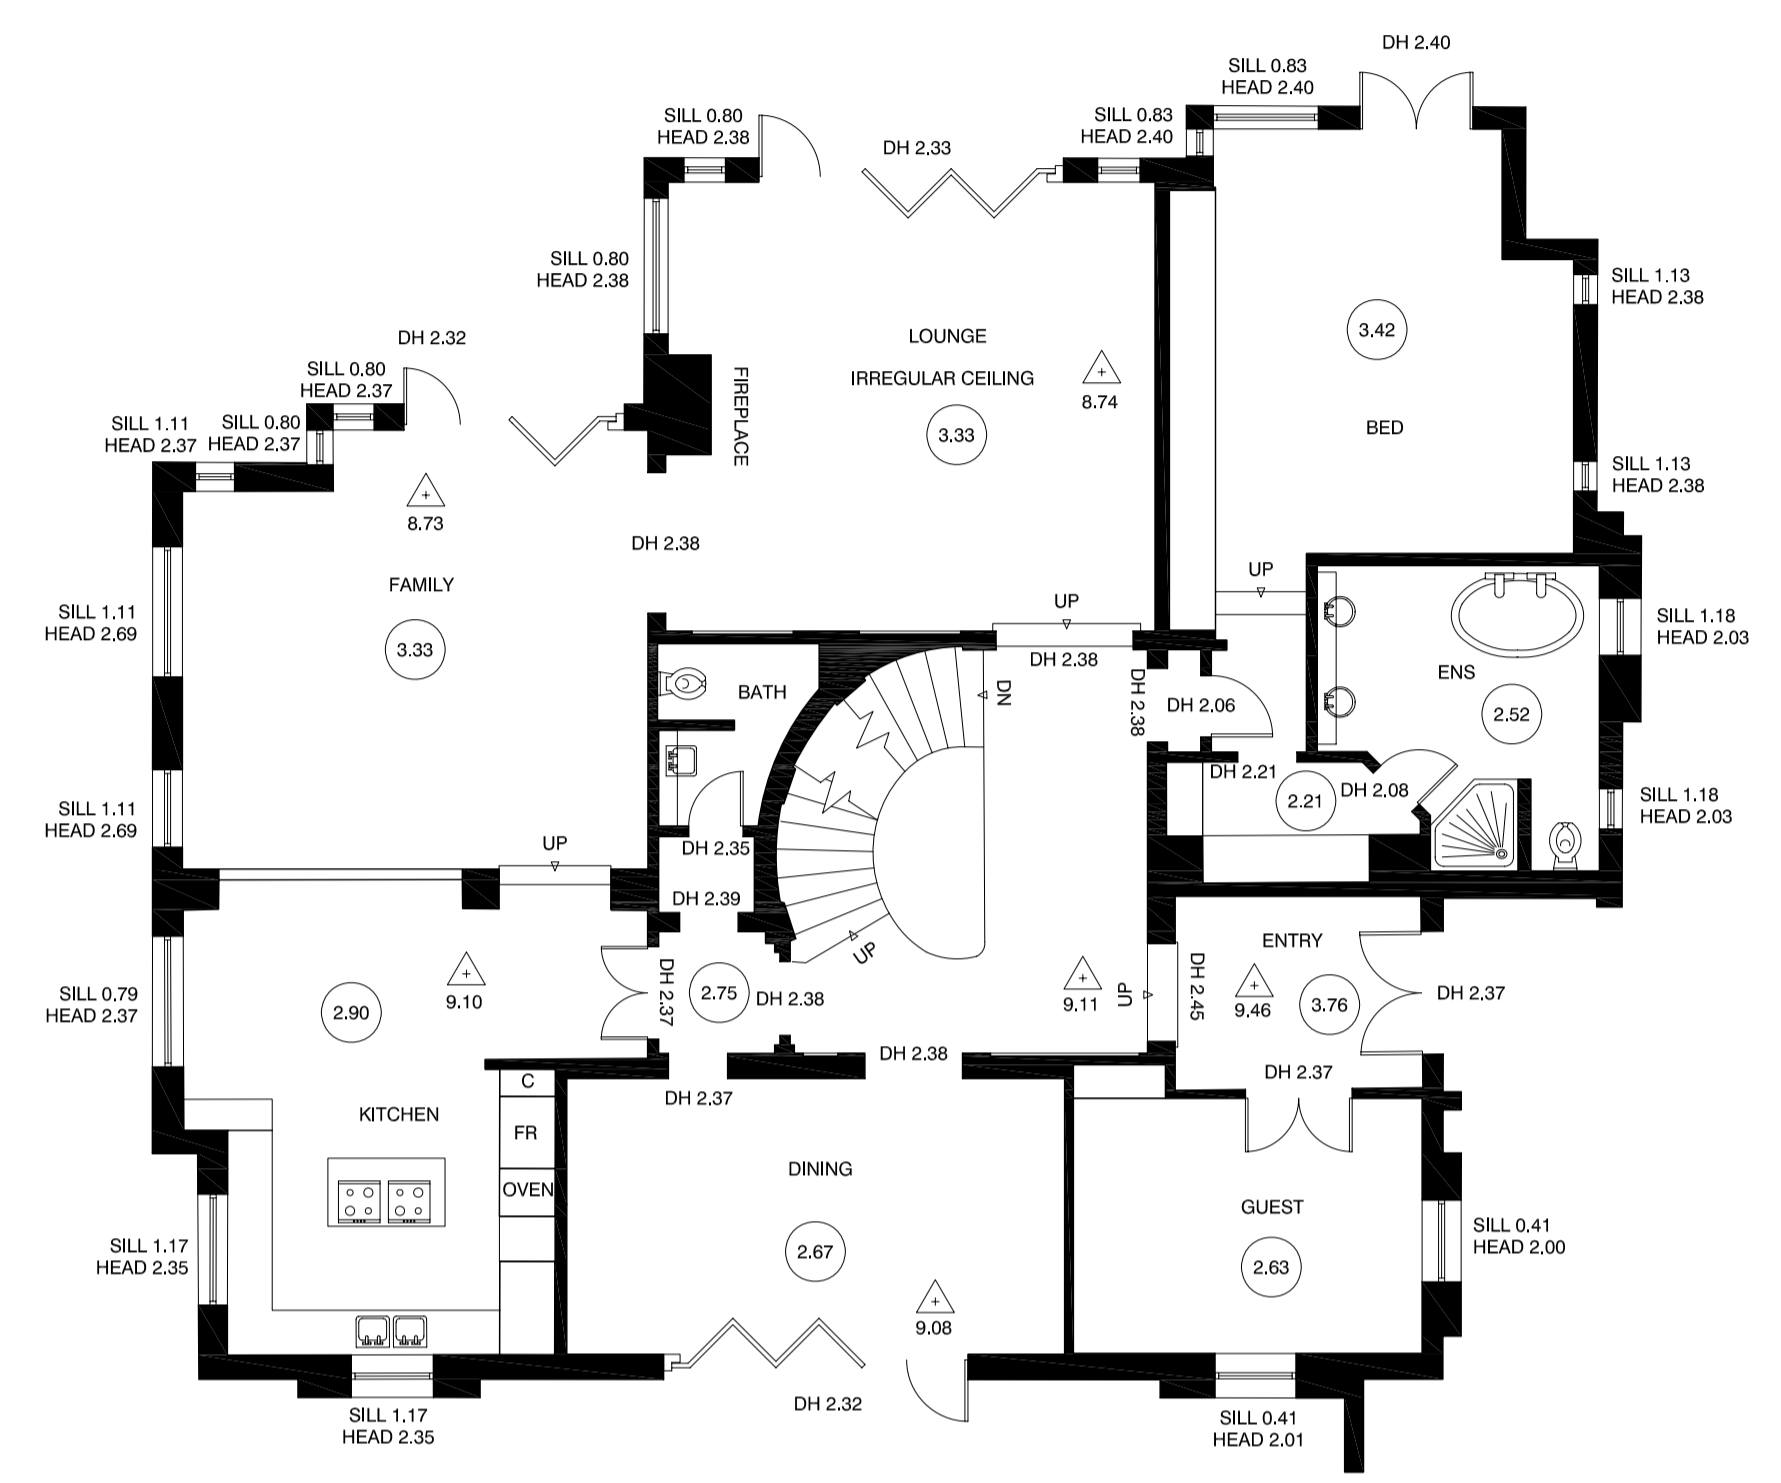 DH 2.40
SILL 0.83
HEAD 2.40
SILL 0.80
HEAD 2.38
DH 2.33
SILL 0.83
HEAD 2.40
SILL 0.80
HEAD 2.38
SILL 1.13
HEAD 2.38
DH 2.32
LOUNGE
IRREGULAR CEILING
3.33
8.74
3.42
BED
FIREPLACE
SILL 0.80
HEAD 2.37
SILL 1.11
HEAD 2.37
SILL 0.80
HEAD 2.37
SILL 1.13
HEAD 2.38
8.73
DH 2.38
FAMILY
3.33
SILL 1.11
HEAD 2.69
UP
UP
DH 2.38
SILL 1.18
HEAD 2.03
ENS
2.52
BATH
DN
DH 2.38
DH 2.06
DH 2.21
2.21
DH 2.08
SILL 1.18
HEAD 2.03
SILL 1.11
HEAD 2.69
UP
DH 2.35
DH 2.39
UP
ENTRY
SILL 0.79
HEAD 2.37
2.90
9.10
DH 2.37
2.75
DH 2.38
9.11
UP
DH 2.45
9.46
3.76
DH 2.37
DH 2.38
DH 2.37
DH 2.37
C
FR
OVEN
KITCHEN
DINING
2.67
9.08
GUEST
2.63
SILL 0.41
HEAD 2.00
SILL 1.17
HEAD 2.35
DH 2.32
SILL 1.17
HEAD 2.35
SILL 0.41
HEAD 2.01